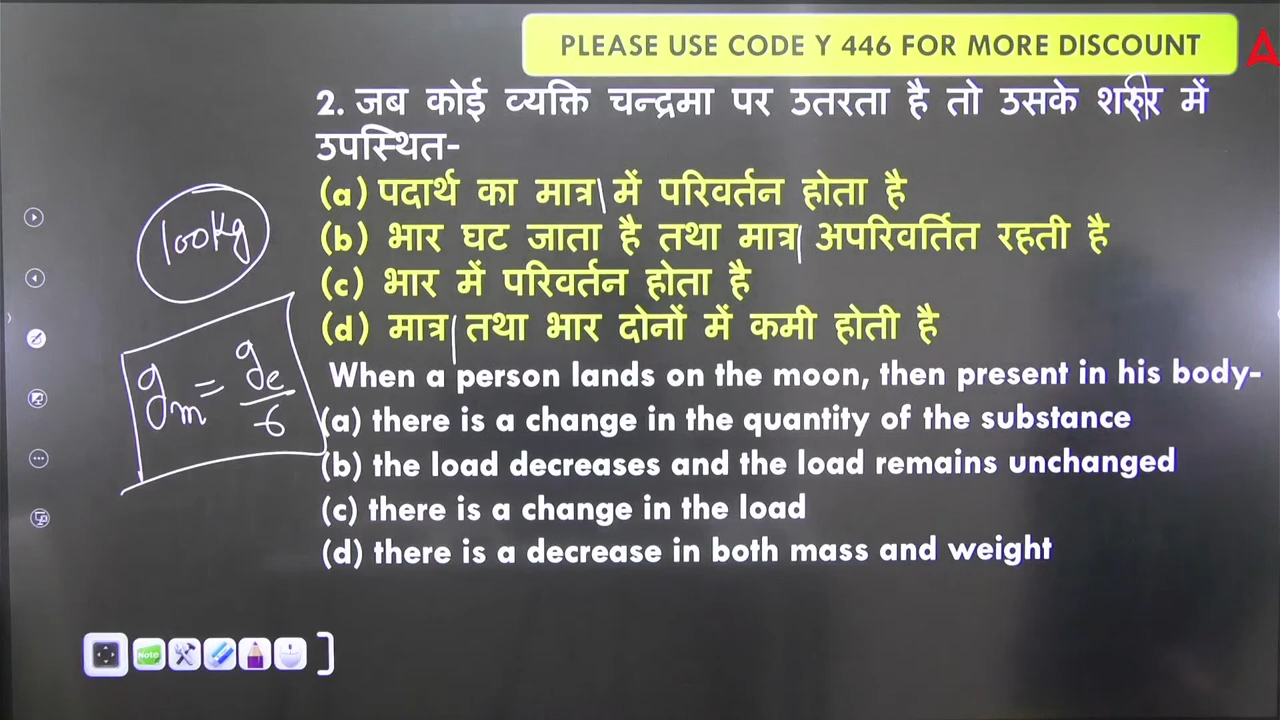 PLEASE USE CODE Y 446 FOR MORE DISCOUNT
2. जब कोई व्यक्ति चन्द्रमा पर उतरता है तो उसके शरीर में
उपस्थित-
(a) पदार्थ का मात्रा में परिवर्तन होता है
(b) भार घट जाता है तथा मात्रा अपरिवर्तित रहती है
(c) भार में परिवर्तन होता है
(d) मात्रा तथा भार दोनों में कमी होती है
100Kg
gm = ge/6
When a person lands on the moon, then present in his body-
(a) there is a change in the quantity of the substance
(b) the load decreases and the load remains unchanged
(c) there is a change in the load
(d) there is a decrease in both mass and weight
Note